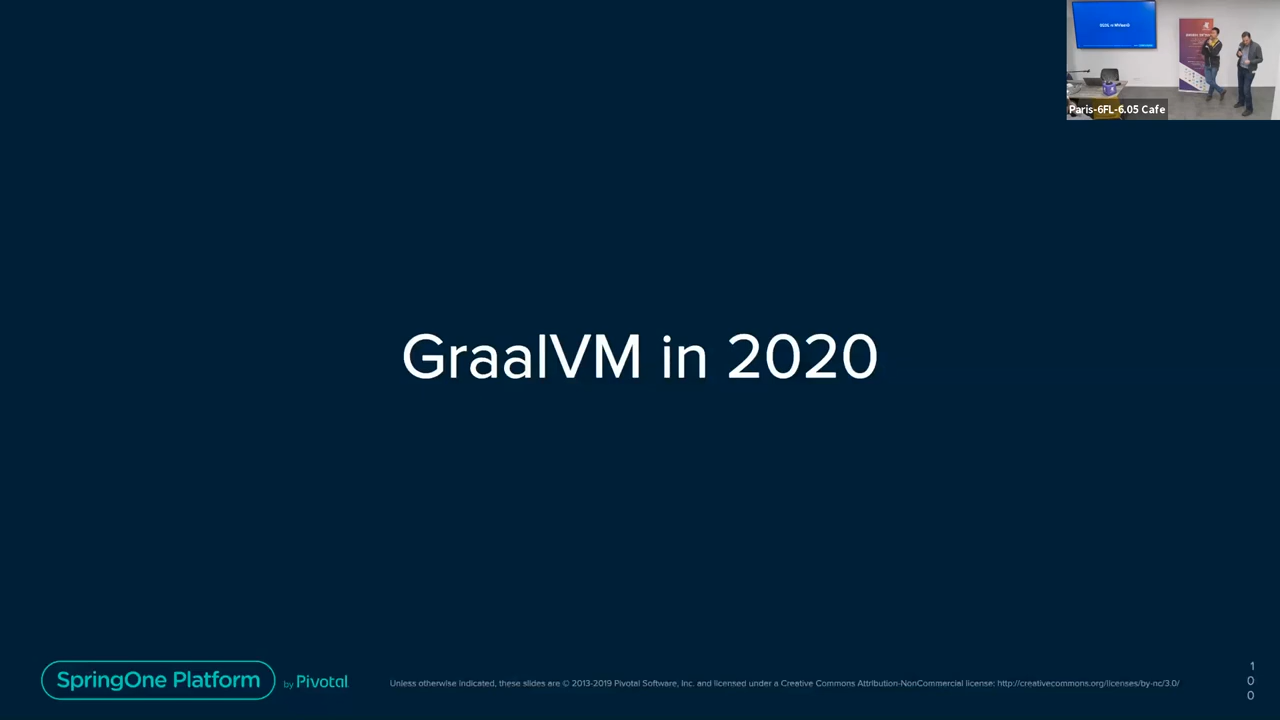 Paris-6FL-6.05 Cafe
GraalVM in 2020
SpringOne Platform
by Pivotal
Unless otherwise indicated, these slides are © 2013-2019 Pivotal Software, Inc. and licensed under a Creative Commons Attribution-NonCommercial license: http://creativecommons.org/licenses/by-nc/3.0/
1
0
0